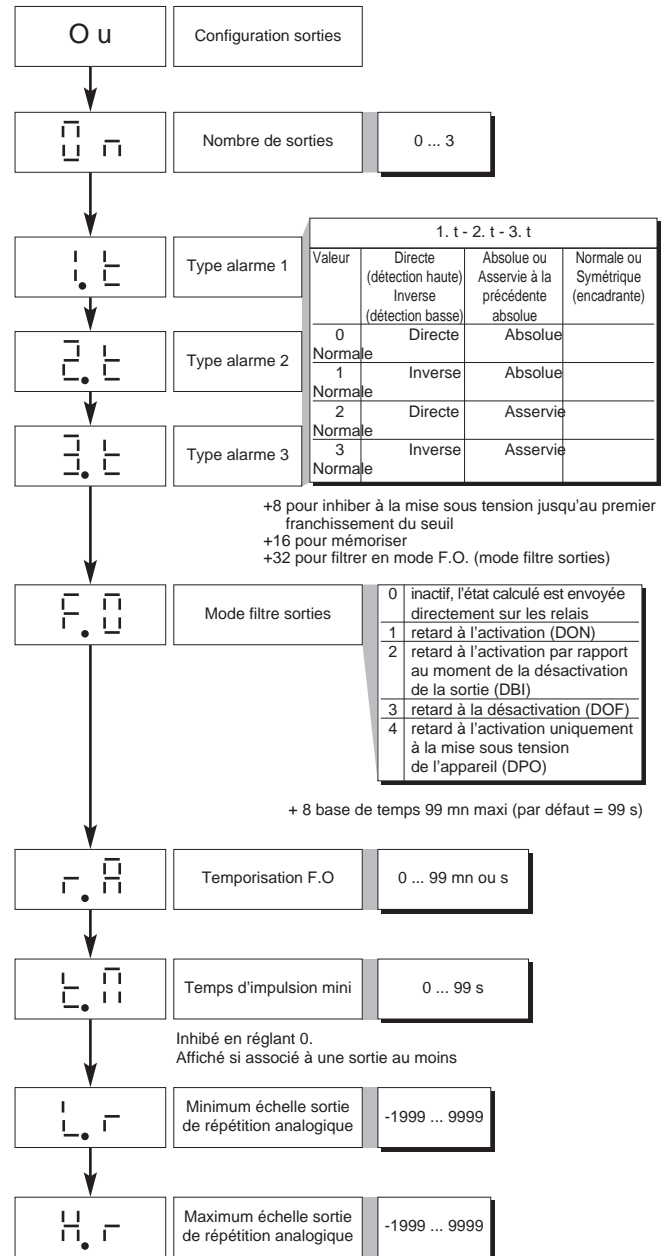 O u
Configuration sorties
0 n
Nombre de sorties
0 ... 3
1. t
Type alarme 1
2. t
Type alarme 2
3. t
Type alarme 3
1. t - 2. t - 3. t
Valeur
Directe
(détection haute)
Inverse
(détection basse)
Absolue ou
Asservie à la
précédente
absolue
Normale ou
Symétrique
(encadrante)
0 Directe Absolue
Normale
1 Inverse Absolue
Normale
2 Directe Asservie
Normale
3 Inverse Asservie
Normale
+8 pour inhiber à la mise sous tension jusqu'au premier
franchissement du seuil
+16 pour mémoriser
+32 pour filtrer en mode F.O. (mode filtre sorties)
F.0
Mode filtre sorties
0 inactif, l'état calculé est envoyée
directement sur les relais
1 retard à l'activation (DON)
2 retard à l'activation par rapport
au moment de la désactivation
de la sortie (DBI)
3 retard à la désactivation (DOF)
4 retard à l'activation uniquement
à la mise sous tension
de l'appareil (DPO)
+ 8 base de temps 99 mn maxi (par défaut = 99 s)
r.A
Temporisation F.O
0 ... 99 mn ou s
t.M
Temps d'impulsion mini
0 ... 99 s
Inhibé en réglant 0.
Affiché si associé à une sortie au moins
L.r
Minimum échelle sortie
de répétition analogique
-1999 ... 9999
H.r
Maximum échelle sortie
de répétition analogique
-1999 ... 9999